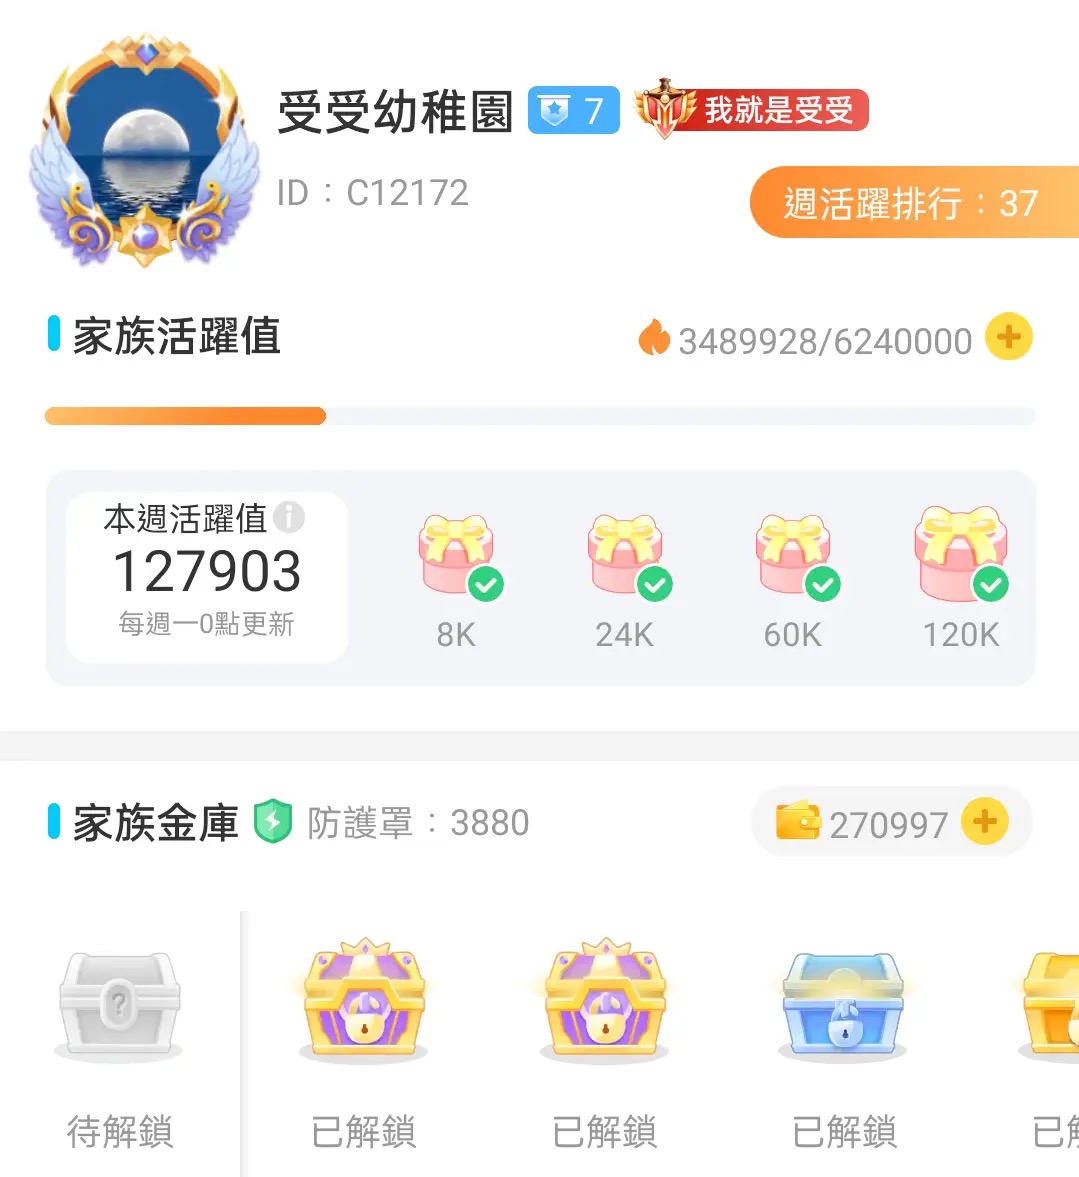 受受幼稚園 7 我就是受受
ID：C12172
週活躍排行：37
家族活躍值 3489928/6240000
本週活躍值
127903
每週一0點更新
8K 24K 60K 120K
家族金庫 防護罩：3880 270997
待解鎖 已解鎖 已解鎖 已解鎖 已